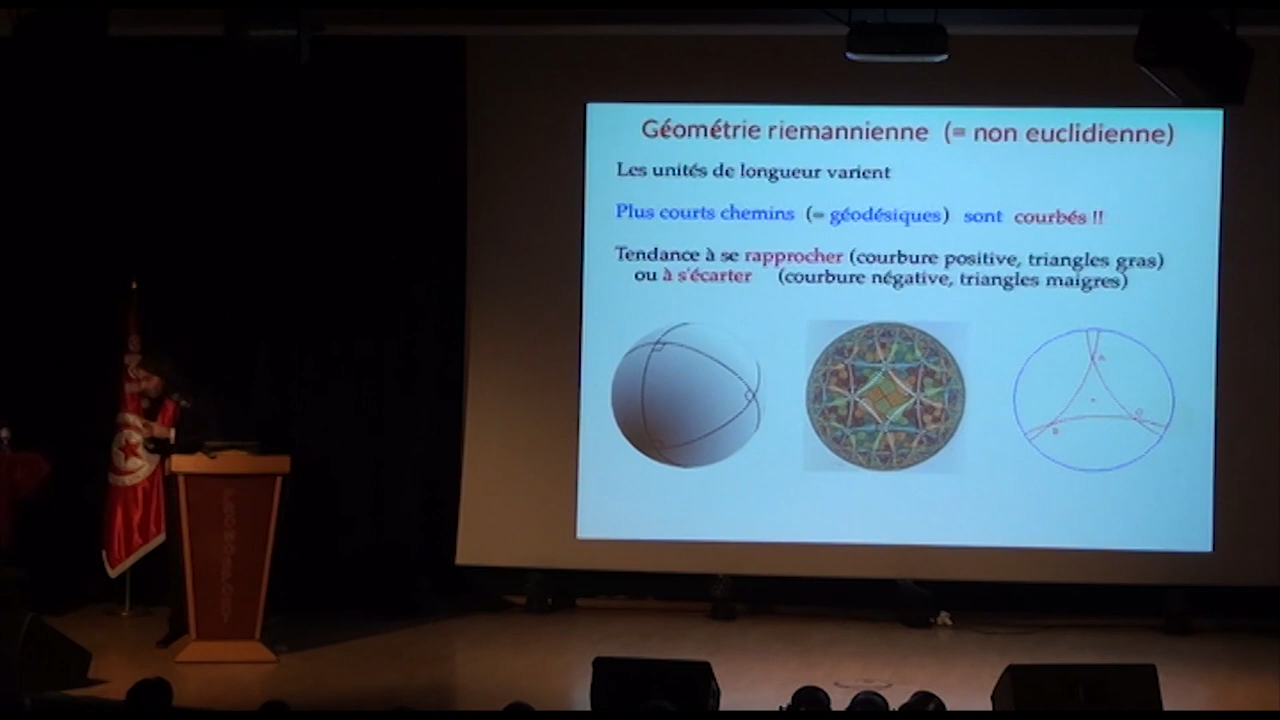 Géométrie riemannienne (= non euclidienne)
Les unités de longueur varient
Plus courts chemins (= géodésiques) sont courbés !!
Tendance à se rapprocher (courbure positive, triangles gras)
ou à s'écarter (courbure négative, triangles maigres)
A
B